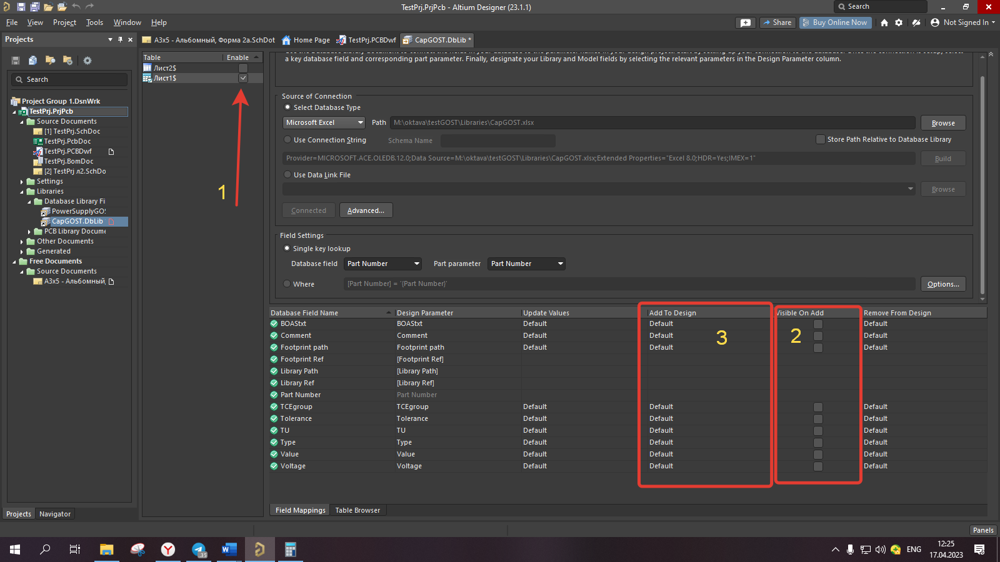 TestPrj.PrjPcb - Altium Designer (23.1.1)
Search
File View Project Tools Window Help
Share
Buy Online Now
Not Signed In
Projects
A3x5 - Альбомный, Форма 2a.SchDot
Home Page
TestPrj.PCBDwf
CapGOST.DbLib *
Search
Project Group 1.DsnWrk
TestPrj.PrjPcb
Source Documents
[1] TestPrj.SchDoc
TestPrj.PcbDoc
TestPrj.PCBDwf
TestPrj.BomDoc
[2] TestPrj л2.SchDo
Settings
Libraries
Database Library Fi
PowerSupplyGOS
CapGOST.DbLib
PCB Library Docume
Other Documents
Generated
Free Documents
Source Documents
A3x5 - Альбомный,
Projects
Navigator
Table Enable
Лист2$
Лист1$
1
a key database field and corresponding part parameter. Finally, designate your Library and Model fields by selecting the relevant parameters in the Design Parameter column.
Source of Connection
Select Database Type
Microsoft Excel Path M:\oktava\testGOST\Libraries\CapGOST.xlsx Browse
Use Connection String Schema Name Store Path Relative to Database Library
Provider=MICROSOFT.ACE.OLEDB.12.0;Data Source=M:\oktava\testGOST\Libraries\CapGOST.xlsx;Extended Properties="Excel 8.0;HDR=Yes;IMEX=1" Build
Use Data Link File
Browse
Connected Advanced...
Field Settings
Single key lookup
Database field Part Number Part parameter Part Number
Where [Part Number] = '{Part Number}' Options...
Database Field Name Design Parameter Update Values Add To Design Visible On Add Remove From Design
BOAStxt BOAStxt Default Default Default
Comment Comment Default Default Default
Footprint path Footprint path Default Default Default
3
2
Footprint Ref [Footprint Ref]
Library Path [Library Path]
Library Ref [Library Ref]
Part Number Part Number
TCEgroup TCEgroup Default Default Default
Tolerance Tolerance Default Default Default
TU TU Default Default Default
Type Type Default Default Default
Value Value Default Default Default
Voltage Voltage Default Default Default
Field Mappings Table Browser
Panels
35
ENG
12:25
17.04.2023